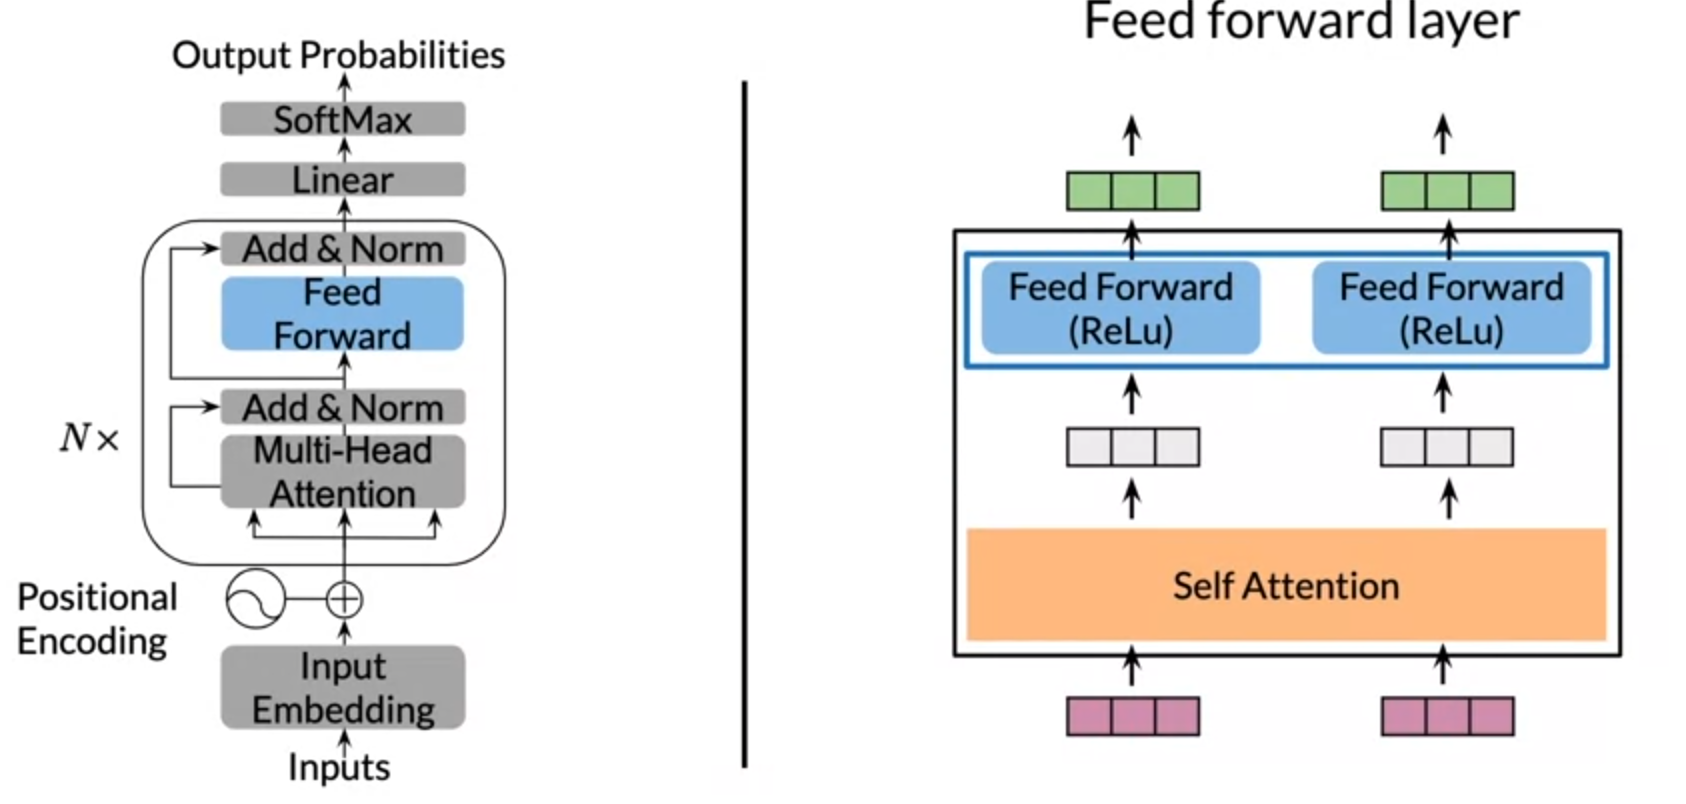 Output Probabilities
SoftMax
Linear
Add & Norm
Feed
Forward
Add & Norm
N×
Multi-Head
Attention
Positional
Encoding
Input
Embedding
Inputs
Feed forward layer
Feed Forward
(ReLu)
Feed Forward
(ReLu)
Self Attention